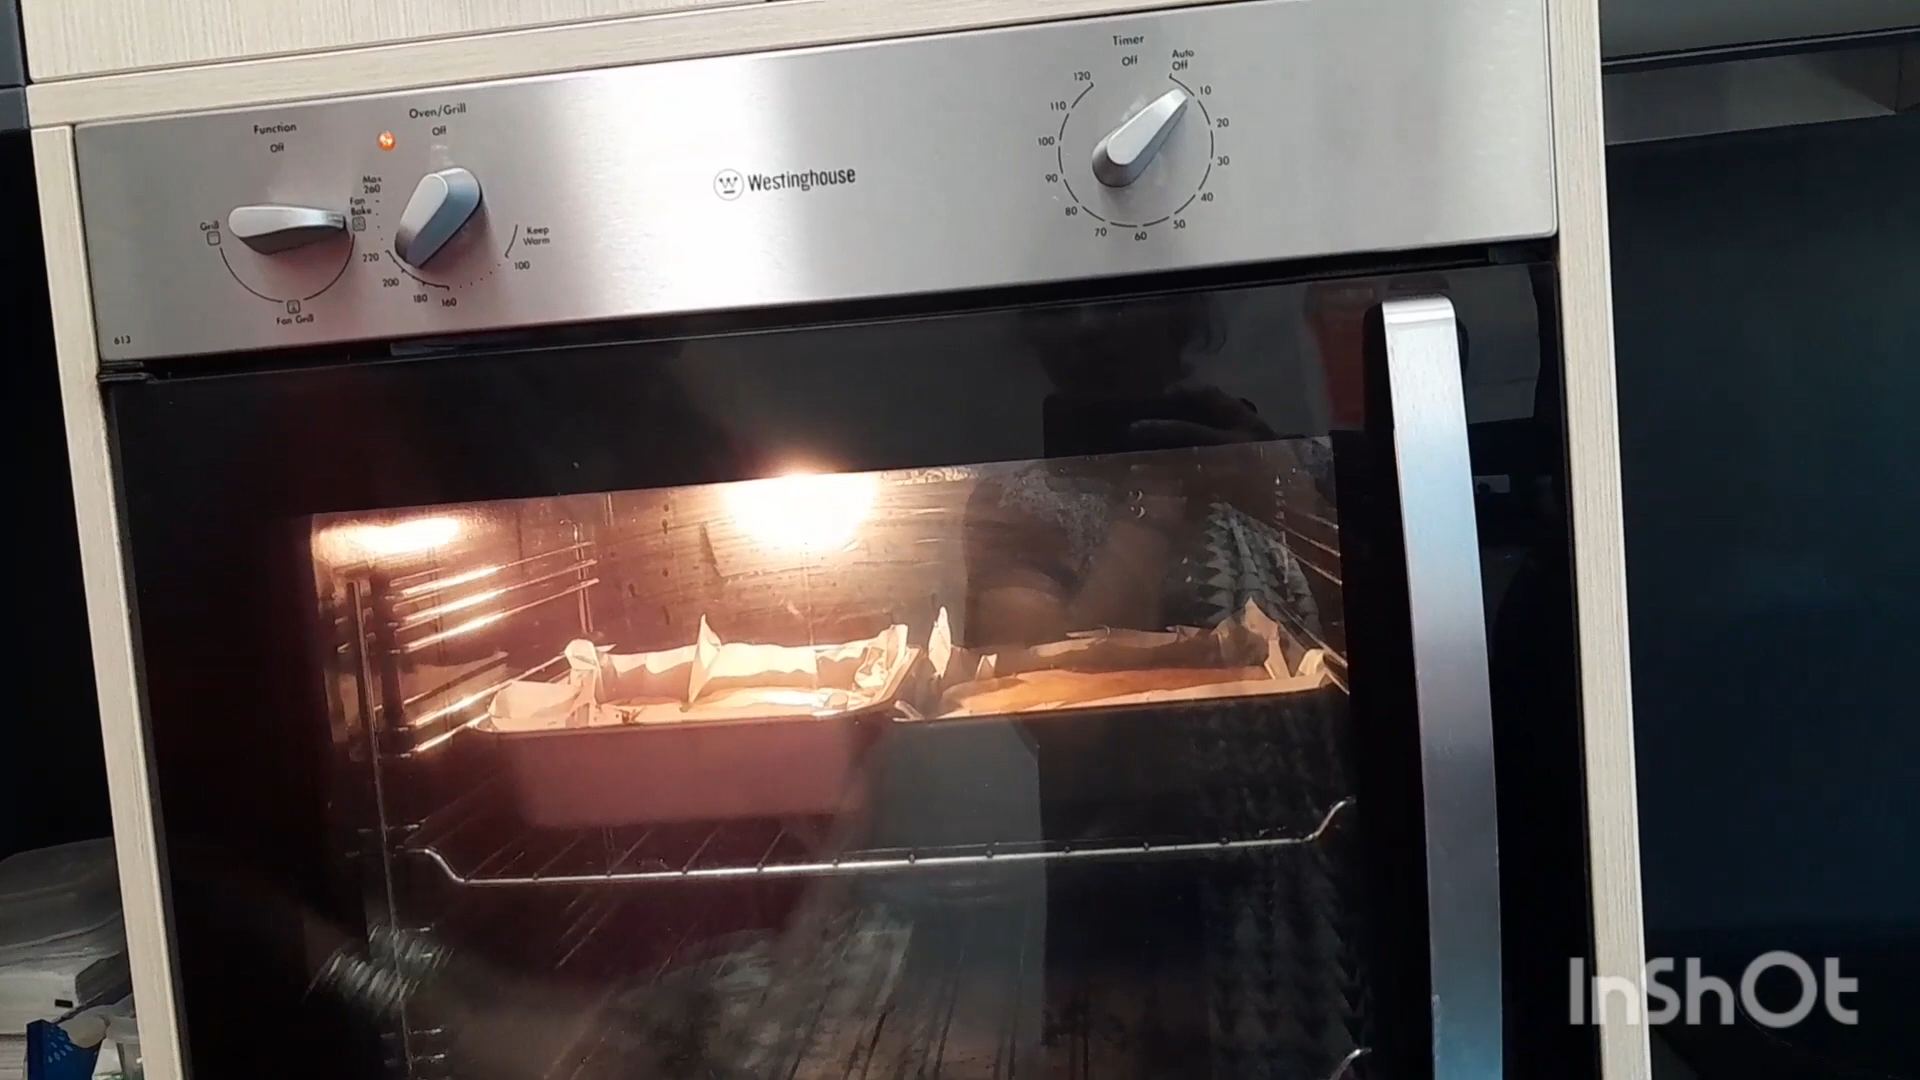 Function
Off
Grill
Fan
Bake
Fan Grill
Oven/Grill
Off
Max
260
220
200
180
160
100
Keep
Warm
Westinghouse
Timer
Off
Auto
Off
10
20
30
40
50
60
70
80
90
100
110
120
613
InShOt